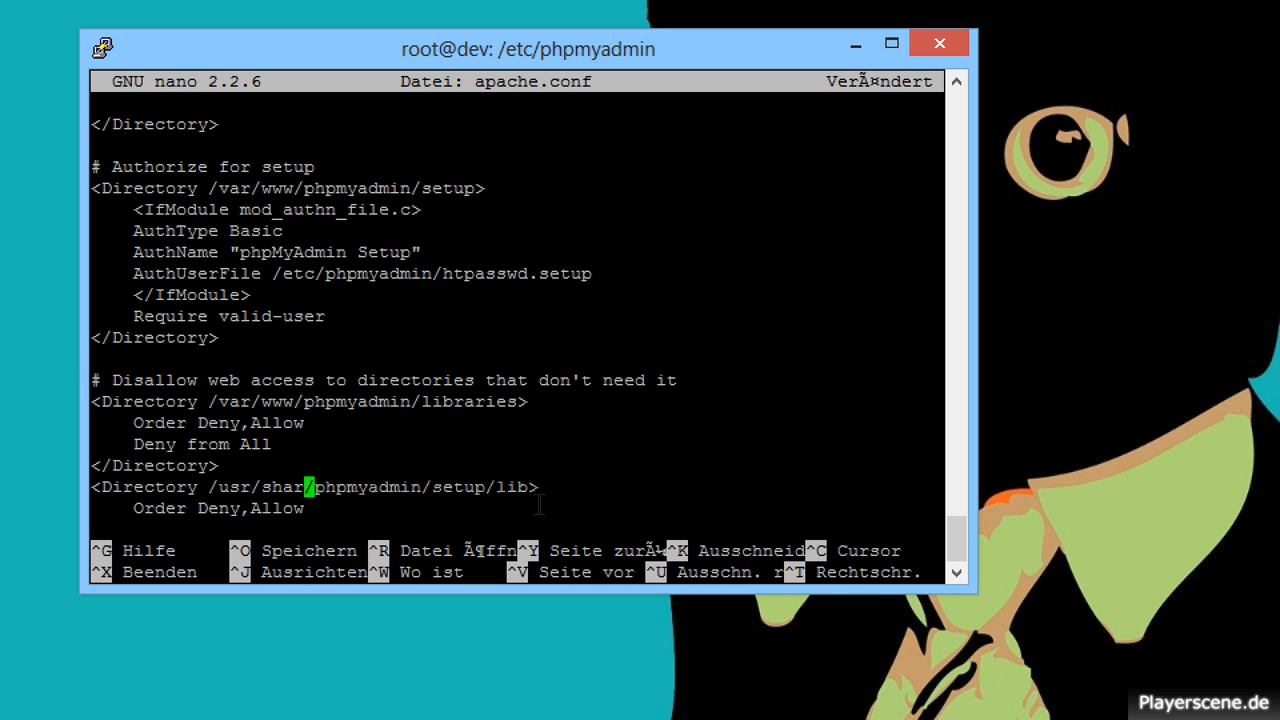 root@dev: /etc/phpmyadmin
GNU nano 2.2.6 Datei: apache.conf VerÃ¤ndert
</Directory>
# Authorize for setup
<Directory /var/www/phpmyadmin/setup>
<IfModule mod_authn_file.c>
AuthType Basic
AuthName "phpMyAdmin Setup"
AuthUserFile /etc/phpmyadmin/htpasswd.setup
</IfModule>
Require valid-user
</Directory>
# Disallow web access to directories that don't need it
<Directory /var/www/phpmyadmin/libraries>
Order Deny,Allow
Deny from All
</Directory>
<Directory /usr/shar/phpmyadmin/setup/lib>
Order Deny,Allow
^G Hilfe ^O Speichern ^R Datei Ã¶ffn^Y Seite zurÃ¼^K Ausschneid^C Cursor
^X Beenden ^J Ausrichten^W Wo ist ^V Seite vor ^U Ausschn. r^T Rechtschr.
Playerscene.de